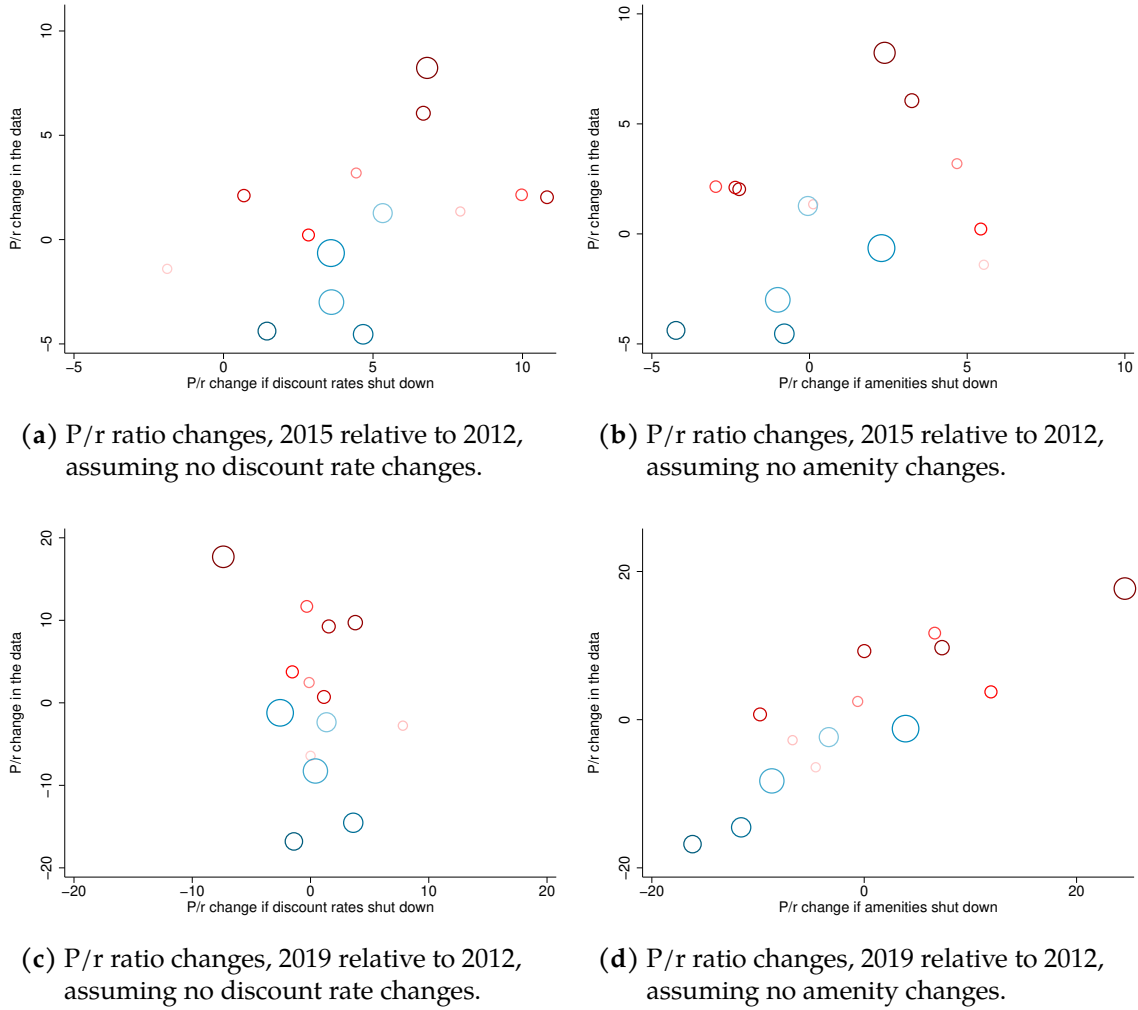 10
5
0
−5
P/r change in the data
−5
0
5
10
P/r change if discount rates shut down
(a) P/r ratio changes, 2015 relative to 2012,
assuming no discount rate changes.
10
5
0
−5
P/r change in the data
−5
0
5
10
P/r change if amenities shut down
(b) P/r ratio changes, 2015 relative to 2012,
assuming no amenity changes.
20
10
0
−10
−20
P/r change in the data
−20
−10
0
10
20
P/r change if discount rates shut down
(c) P/r ratio changes, 2019 relative to 2012,
assuming no discount rate changes.
20
0
−20
P/r change in the data
−20
0
20
P/r change if amenities shut down
(d) P/r ratio changes, 2019 relative to 2012,
assuming no amenity changes.